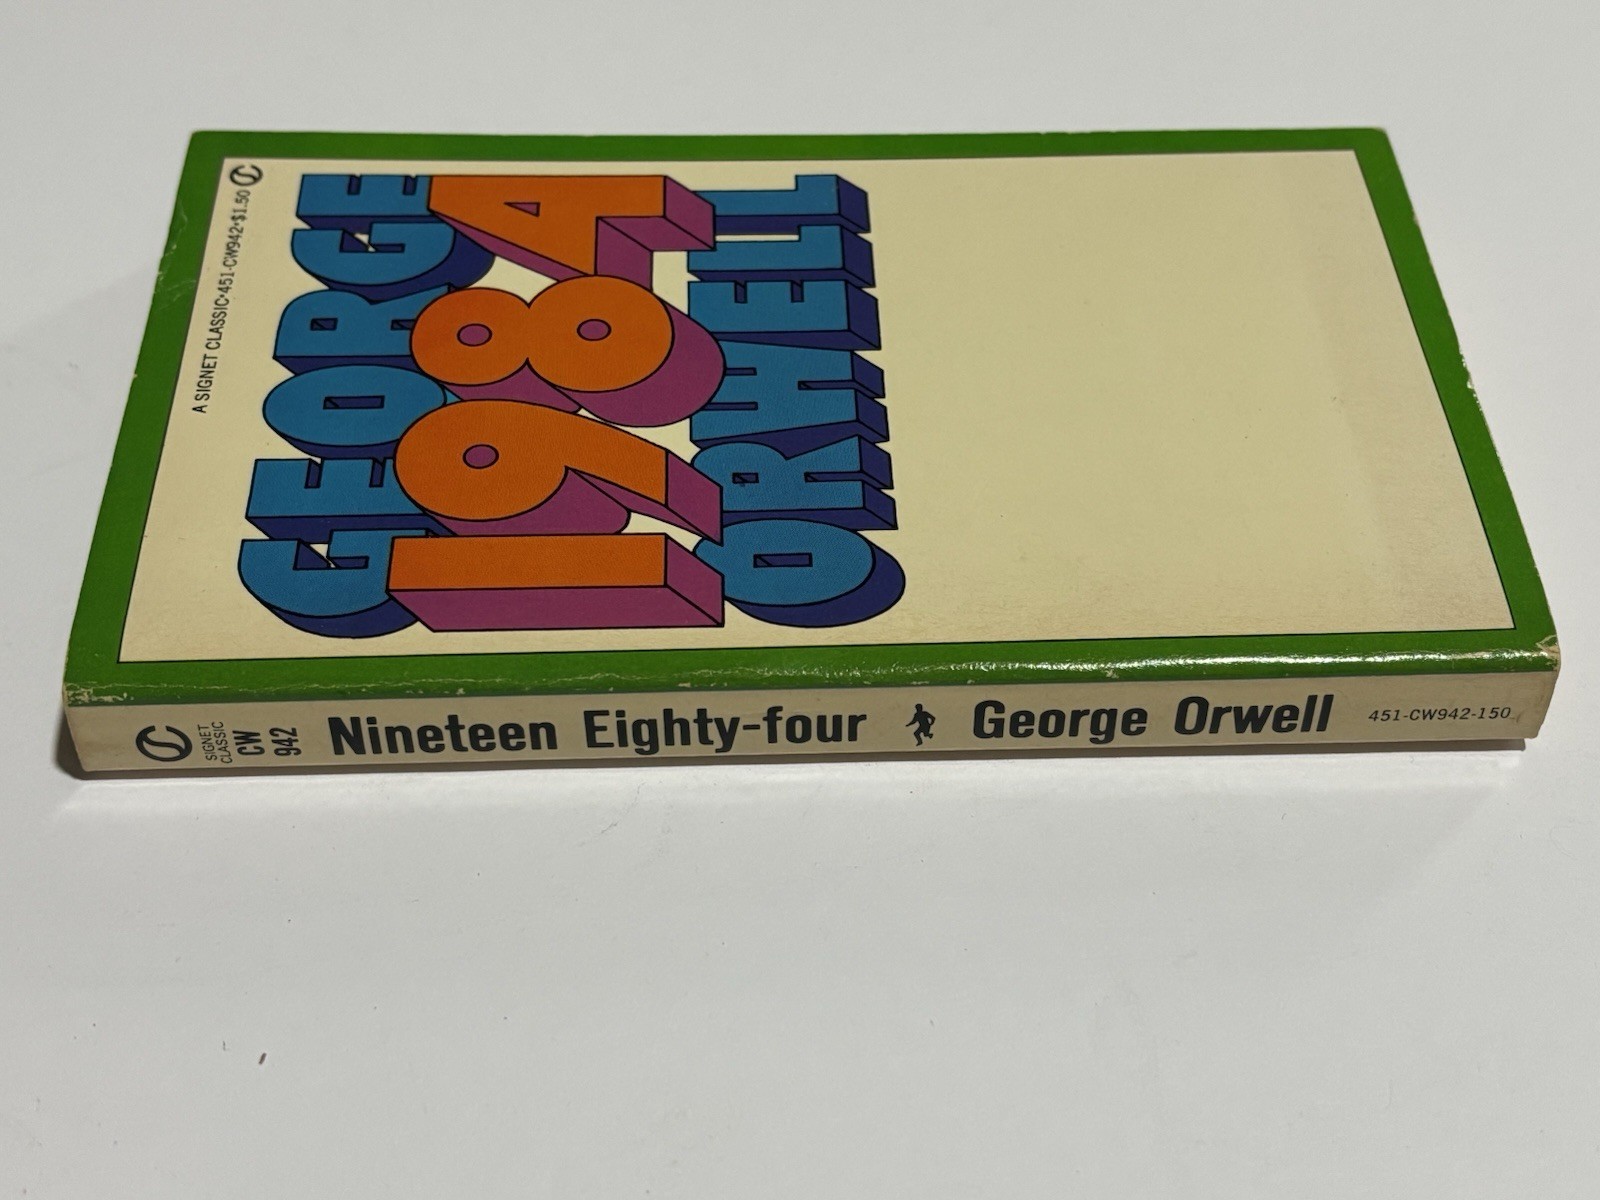 A SIGNET CLASSIC•451-CW942•$1.50
GEORGE
1984
ORWELL
SIGNET
CLASSIC
CW
942
Nineteen Eighty-four George Orwell 451-CW942-150